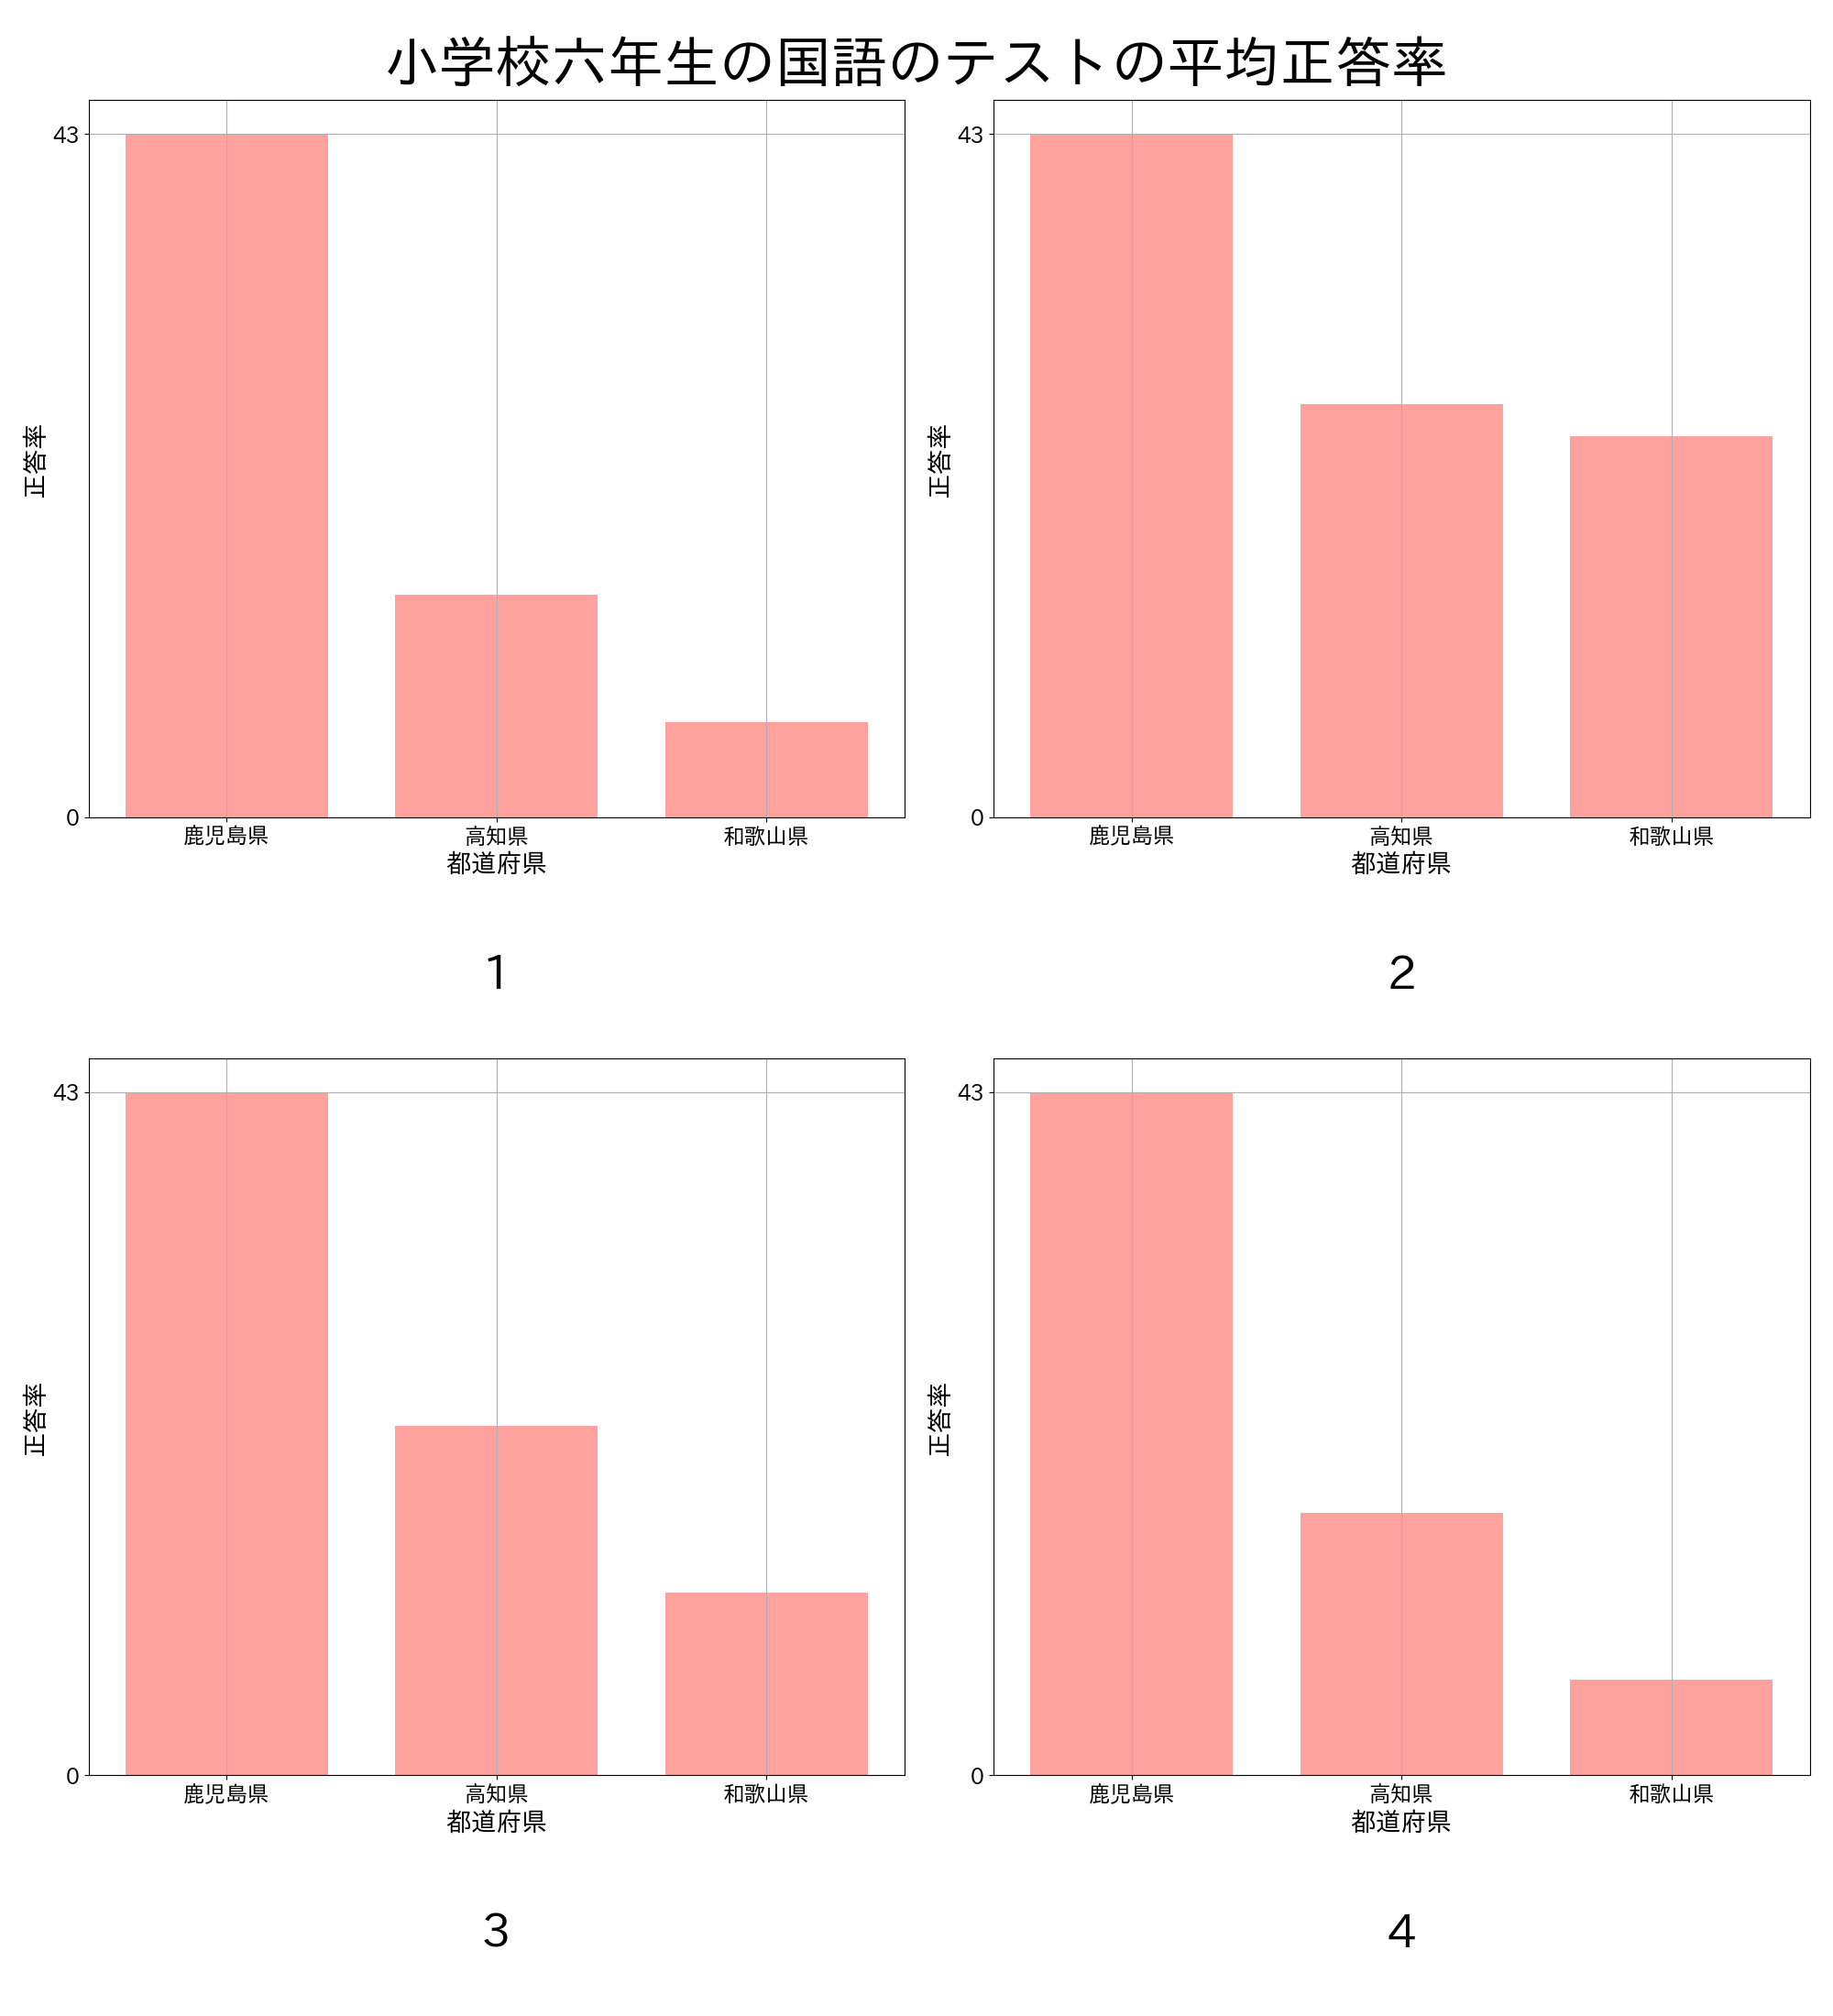 小学校六年生の国語のテストの平均正答率
43
正答率
0
鹿児島県 高知県 和歌山県
都道府県
1
43
正答率
0
鹿児島県 高知県 和歌山県
都道府県
2
43
正答率
0
鹿児島県 高知県 和歌山県
都道府県
3
43
正答率
0
鹿児島県 高知県 和歌山県
都道府県
4